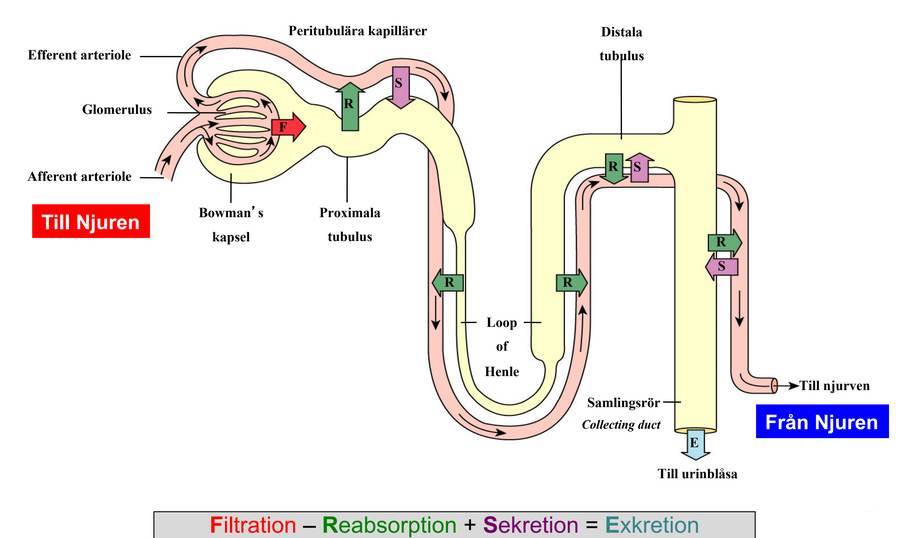 Peritubulära kapillärer
Efferent arteriole
Glomerulus
Afferent arteriole
Till Njuren
Bowman's
kapsel
Proximala
tubulus
F
R
S
Distala
tubulus
R
S
R
R
R
S
Loop
of
Henle
Samlingsrör
Collecting duct
E
Till urinblåsa
Till njurven
Från Njuren
Filtration – Reabsorption + Sekretion = Exkretion